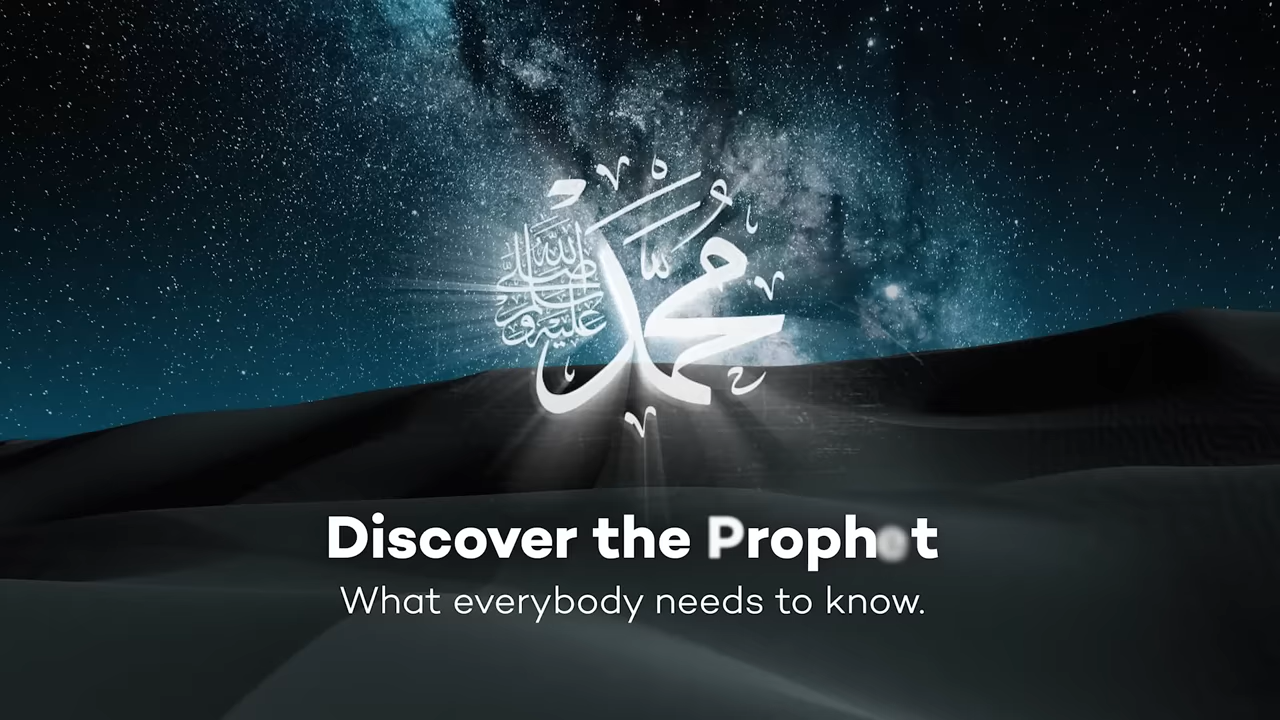 محمد
صلى الله عليه وسلم
Discover the Prophet
What everybody needs to know.